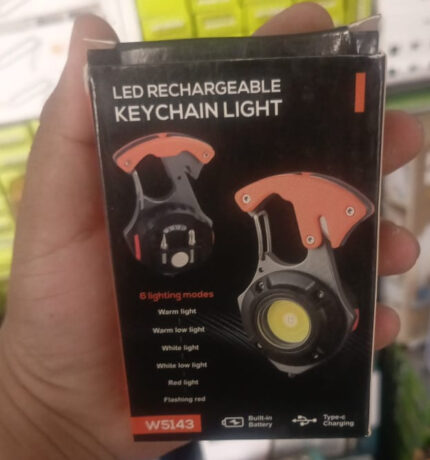 LED RECHARGEABLE
KEYCHAIN LIGHT
6 lighting modes
Warm light
Warm low light
White light
White low light
Red light
Flashing red
W5143
Built-in
Battery
Type-c
Charging